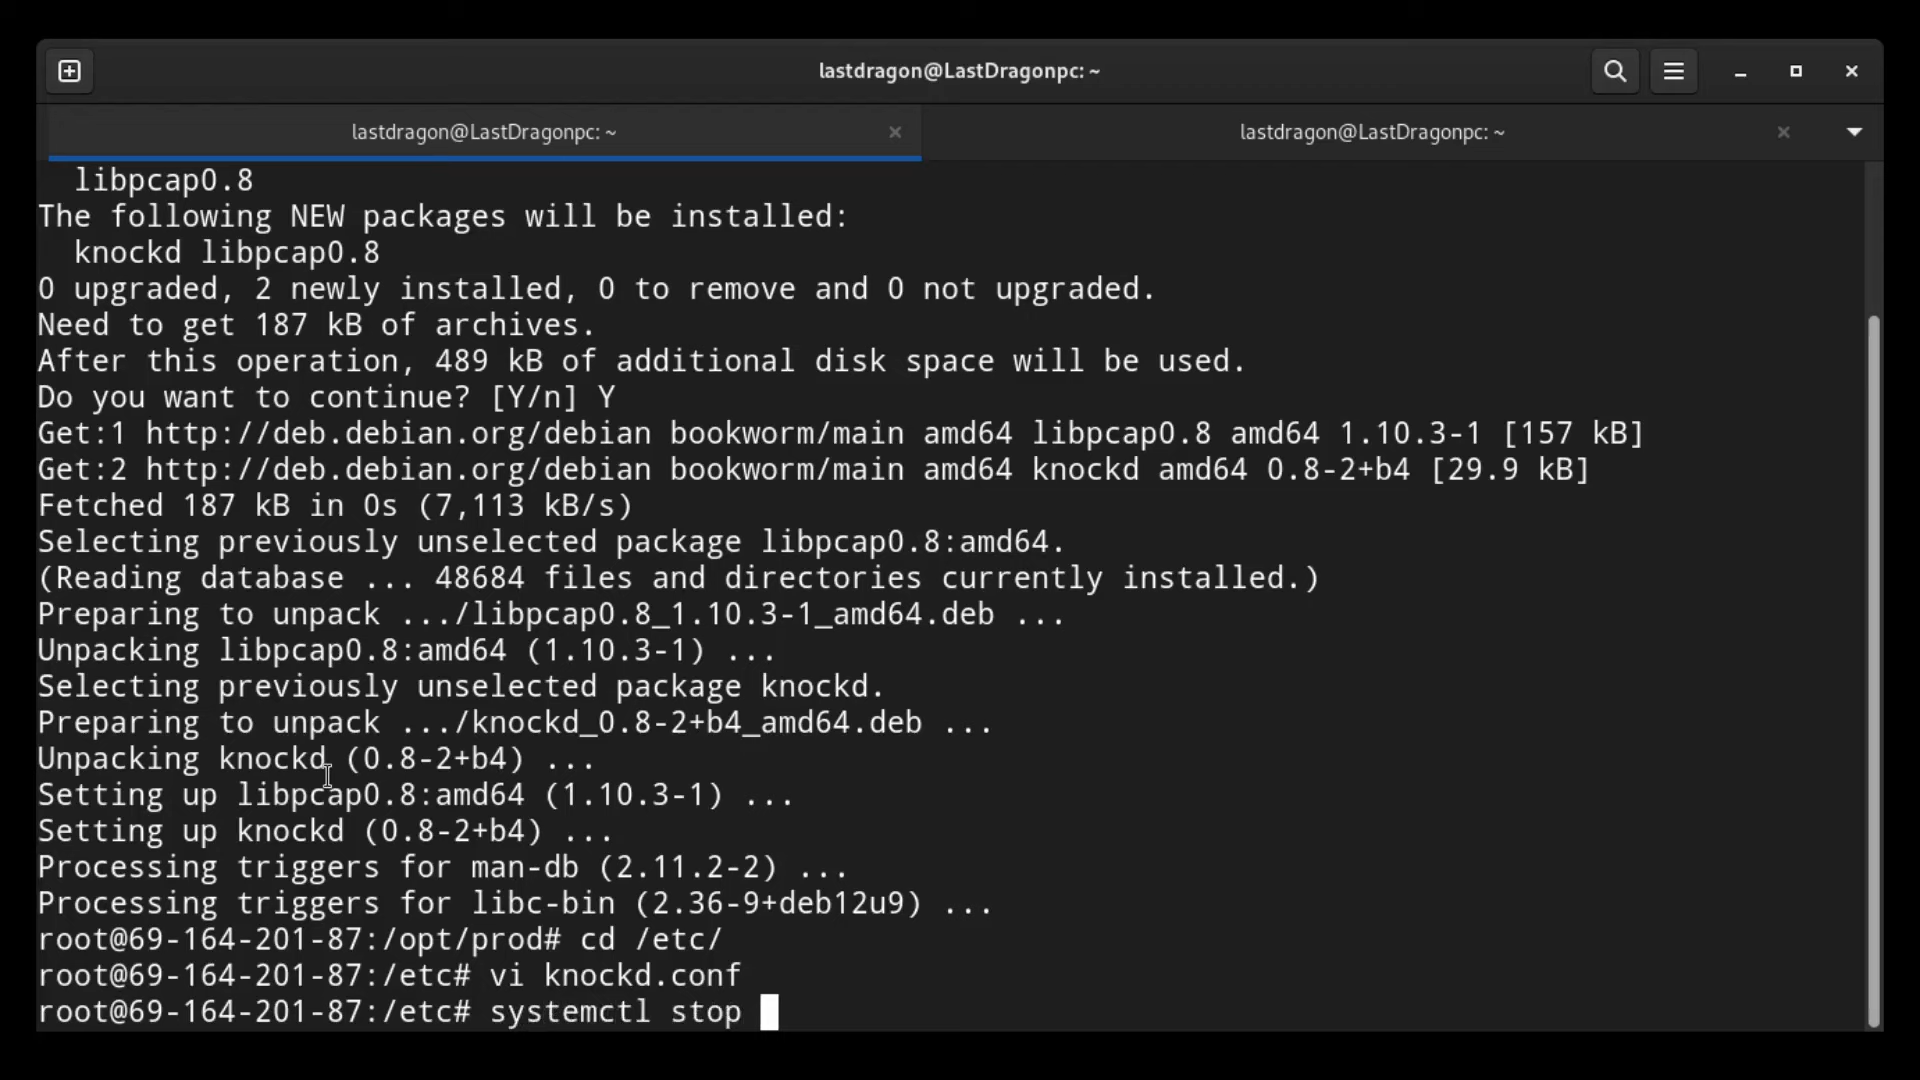 lastdragon@LastDragonpc: ~
lastdragon@LastDragonpc: ~
lastdragon@LastDragonpc: ~
libpcap0.8
The following NEW packages will be installed:
knockd libpcap0.8
0 upgraded, 2 newly installed, 0 to remove and 0 not upgraded.
Need to get 187 kB of archives.
After this operation, 489 kB of additional disk space will be used.
Do you want to continue? [Y/n] Y
Get:1 http://deb.debian.org/debian bookworm/main amd64 libpcap0.8 amd64 1.10.3-1 [157 kB]
Get:2 http://deb.debian.org/debian bookworm/main amd64 knockd amd64 0.8-2+b4 [29.9 kB]
Fetched 187 kB in 0s (7,113 kB/s)
Selecting previously unselected package libpcap0.8:amd64.
(Reading database ... 48684 files and directories currently installed.)
Preparing to unpack .../libpcap0.8_1.10.3-1_amd64.deb ...
Unpacking libpcap0.8:amd64 (1.10.3-1) ...
Selecting previously unselected package knockd.
Preparing to unpack .../knockd_0.8-2+b4_amd64.deb ...
Unpacking knockd (0.8-2+b4) ...
Setting up libpcap0.8:amd64 (1.10.3-1) ...
Setting up knockd (0.8-2+b4) ...
Processing triggers for man-db (2.11.2-2) ...
Processing triggers for libc-bin (2.36-9+deb12u9) ...
root@69-164-201-87:/opt/prod# cd /etc/
root@69-164-201-87:/etc# vi knockd.conf
root@69-164-201-87:/etc# systemctl stop